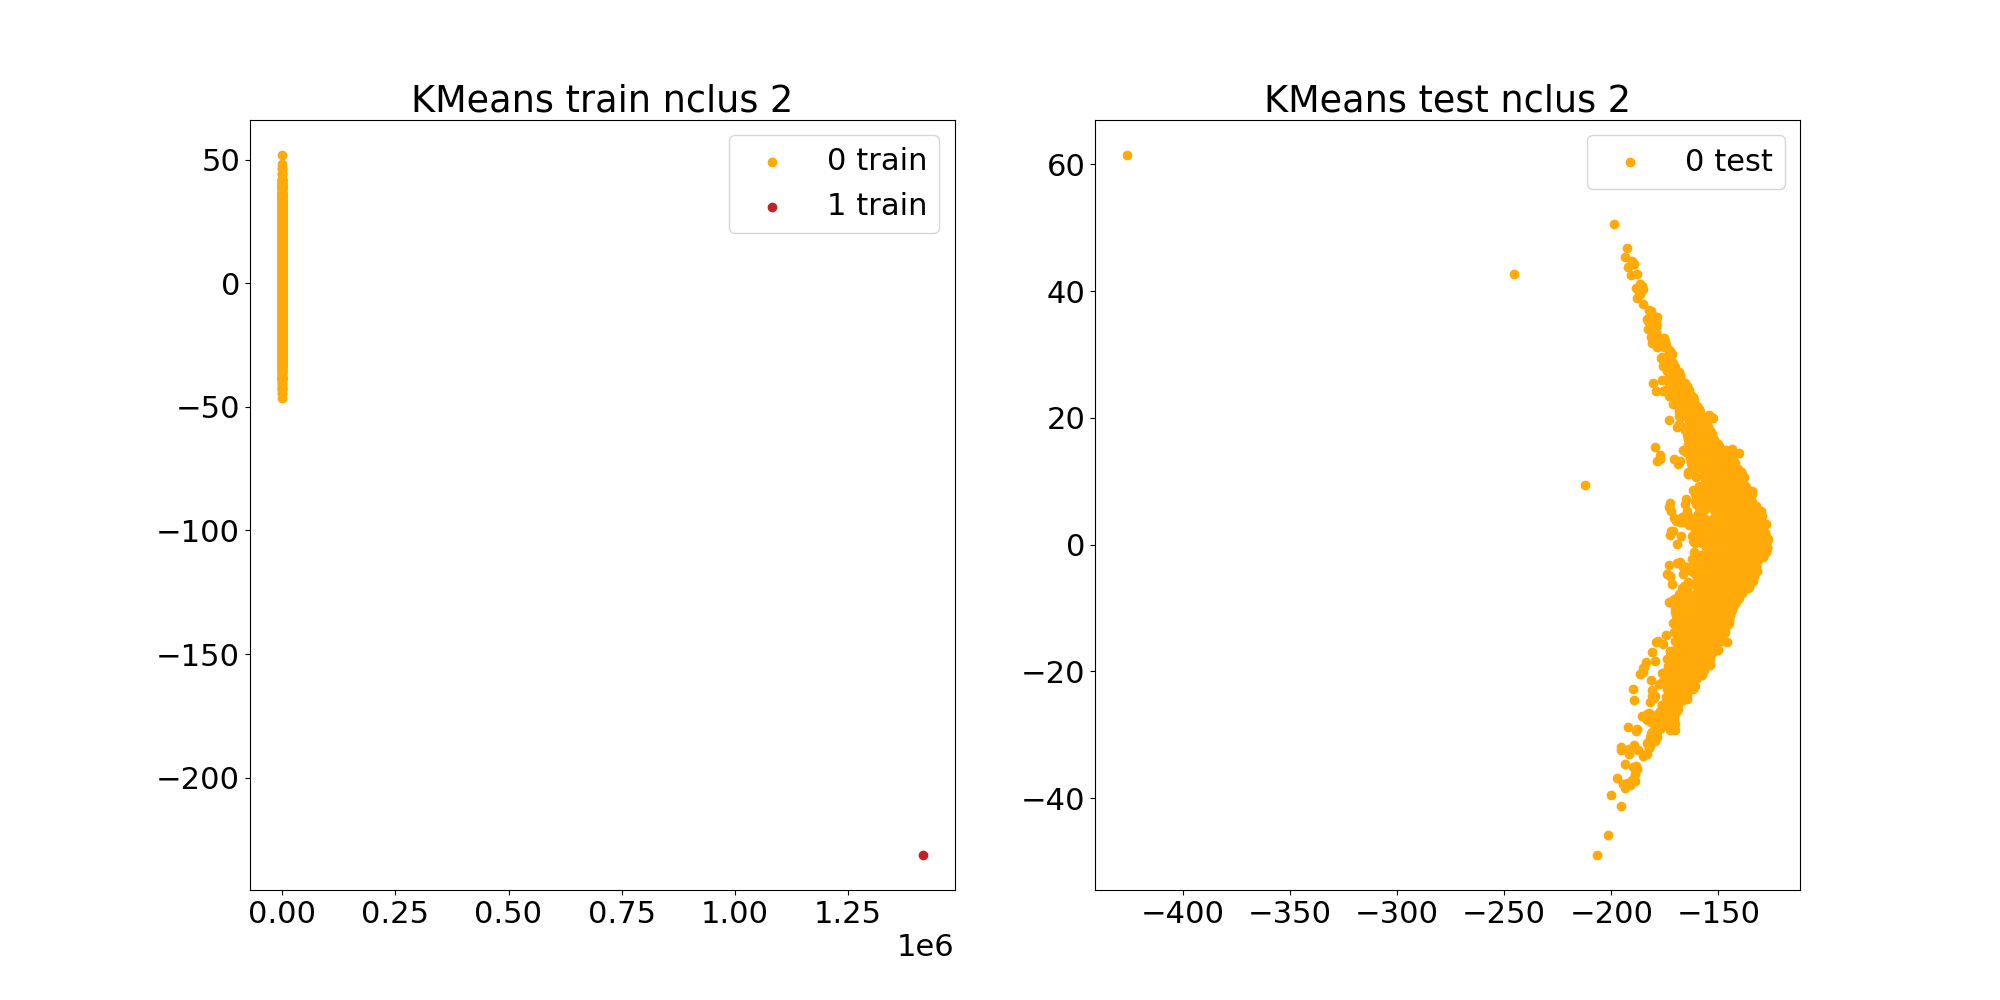 KMeans train nclus 2
KMeans test nclus 2
0 train
1 train
0 test
50
0
−50
−100
−150
−200
0.00 0.25 0.50 0.75 1.00 1.25
1e6
60
40
20
0
−20
−40
−400 −350 −300 −250 −200 −150